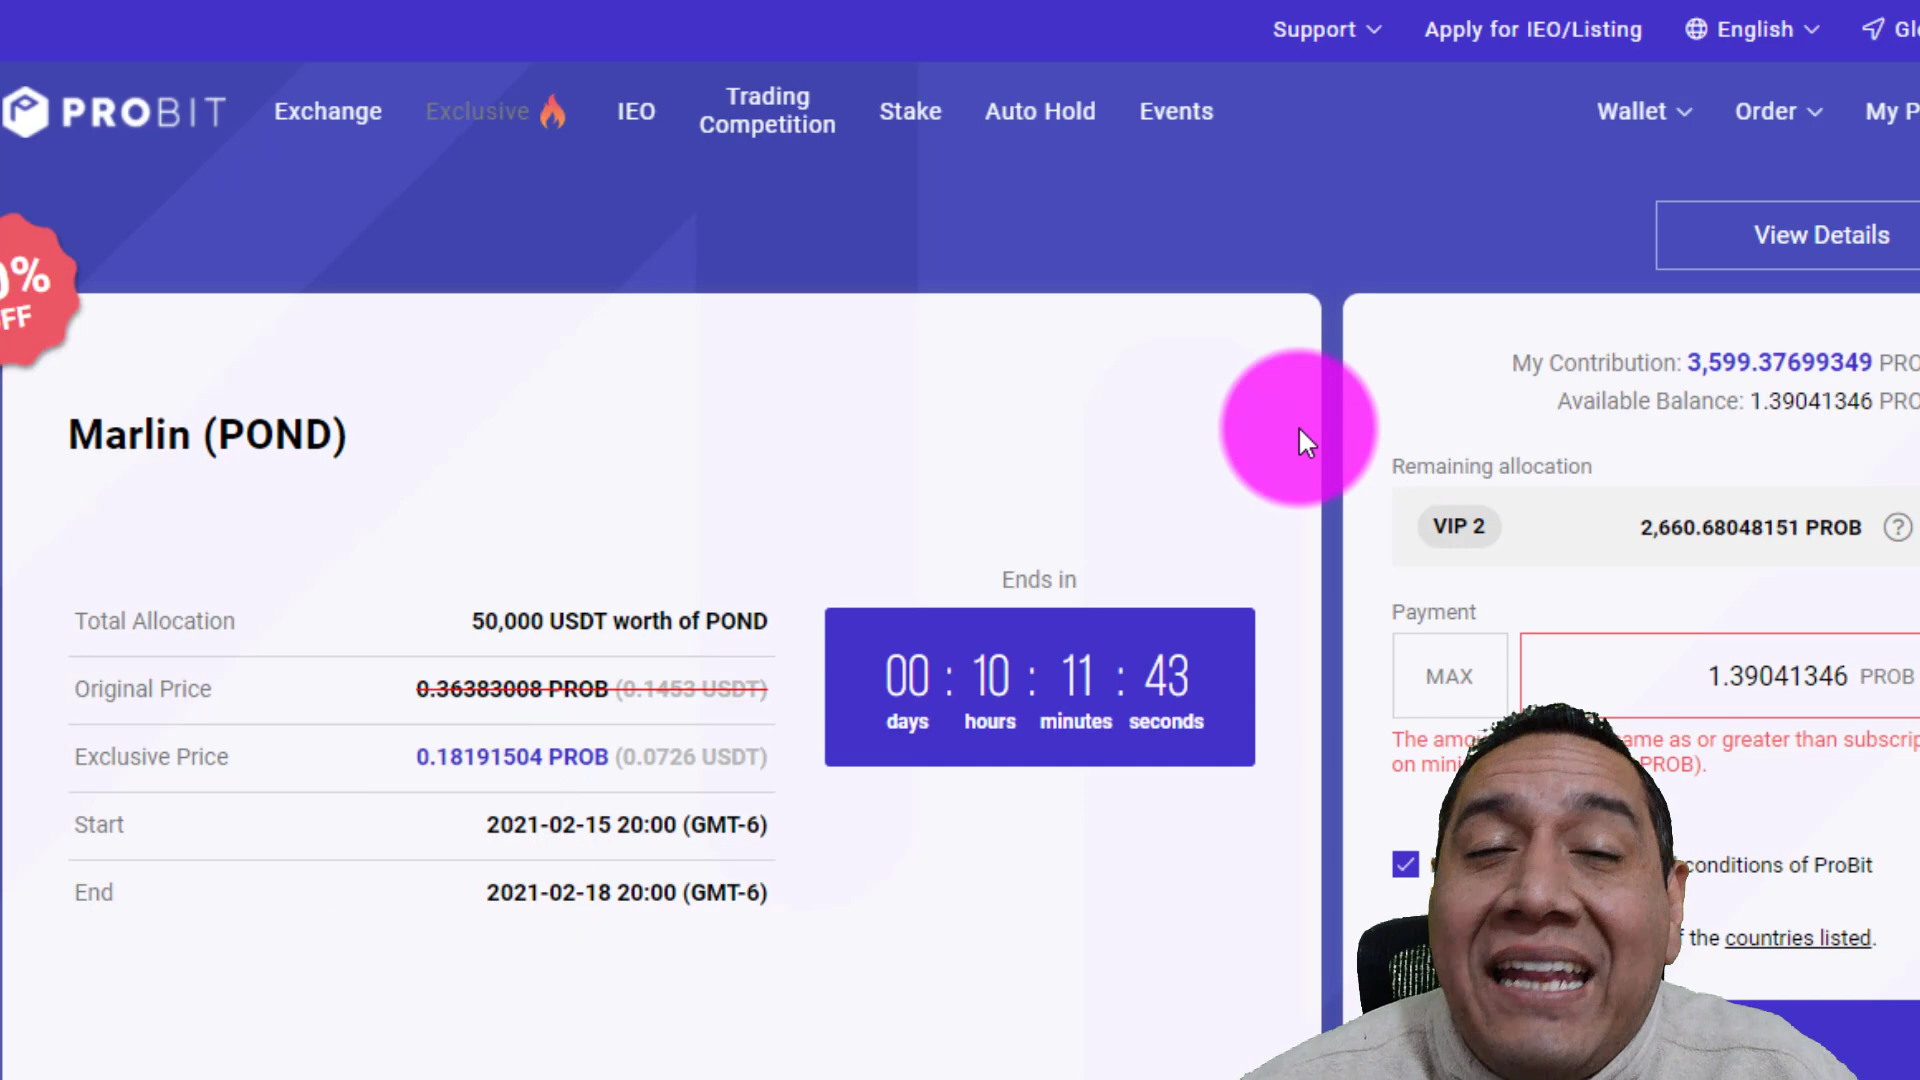 Support
Apply for IEO/Listing
English
PROBIT
Exchange
Exclusive
IEO
Trading
Competition
Stake
Auto Hold
Events
Wallet
Order
My
View Details
%
Marlin (POND)
Total Allocation 50,000 USDT worth of POND
Original Price 0.36383008 PROB (0.1453 USDT)
Exclusive Price 0.18191504 PROB (0.0726 USDT)
Start 2021-02-15 20:00 (GMT-6)
End 2021-02-18 20:00 (GMT-6)
Ends in
00 : 10 : 11 : 43
days hours minutes seconds
My Contribution: 3,599.37699349
Available Balance: 1.39041346
Remaining allocation
VIP 2 2,660.68048151 PROB ?
Payment
MAX 1.39041346 PROB
The same as or greater than
on PROB).
conditions of ProBit
the countries listed.